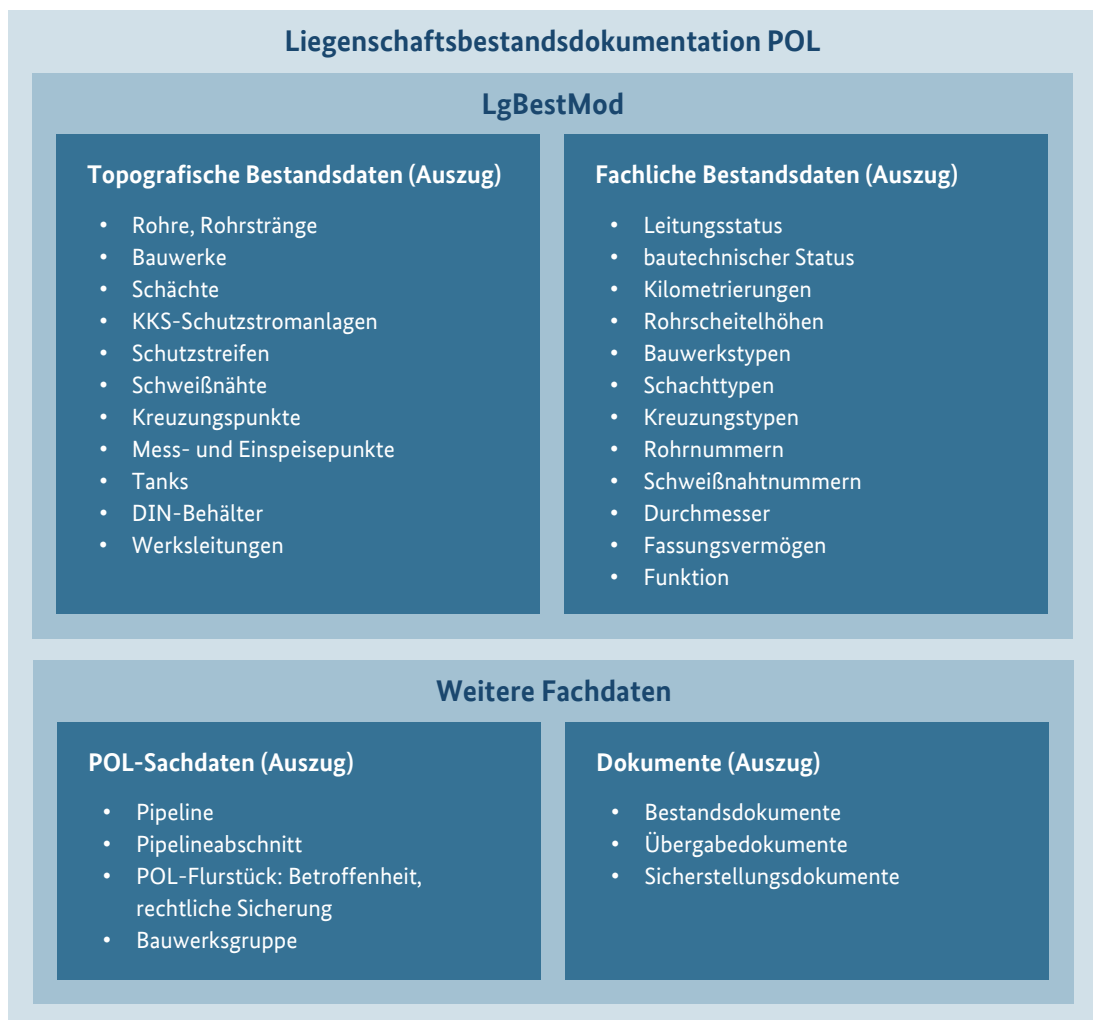 Liegenschaftsbestandsdokumentation POL
LgBestMod
Topografische Bestandsdaten (Auszug)
• Rohre, Rohrstränge
• Bauwerke
• Schächte
• KKS-Schutzstromanlagen
• Schutzstreifen
• Schweißnähte
• Kreuzungspunkte
• Mess- und Einspeisepunkte
• Tanks
• DIN-Behälter
• Werksleitungen
Fachliche Bestandsdaten (Auszug)
• Leitungsstatus
• bautechnischer Status
• Kilometrierungen
• Rohrscheitelhöhen
• Bauwerkstypen
• Schachttypen
• Kreuzungstypen
• Rohrnummern
• Schweißnahtnummern
• Durchmesser
• Fassungsvermögen
• Funktion
Weitere Fachdaten
POL-Sachdaten (Auszug)
• Pipeline
• Pipelineabschnitt
• POL-Flurstück: Betroffenheit,
rechtliche Sicherung
• Bauwerksgruppe
Dokumente (Auszug)
• Bestandsdokumente
• Übergabedokumente
• Sicherstellungsdokumente